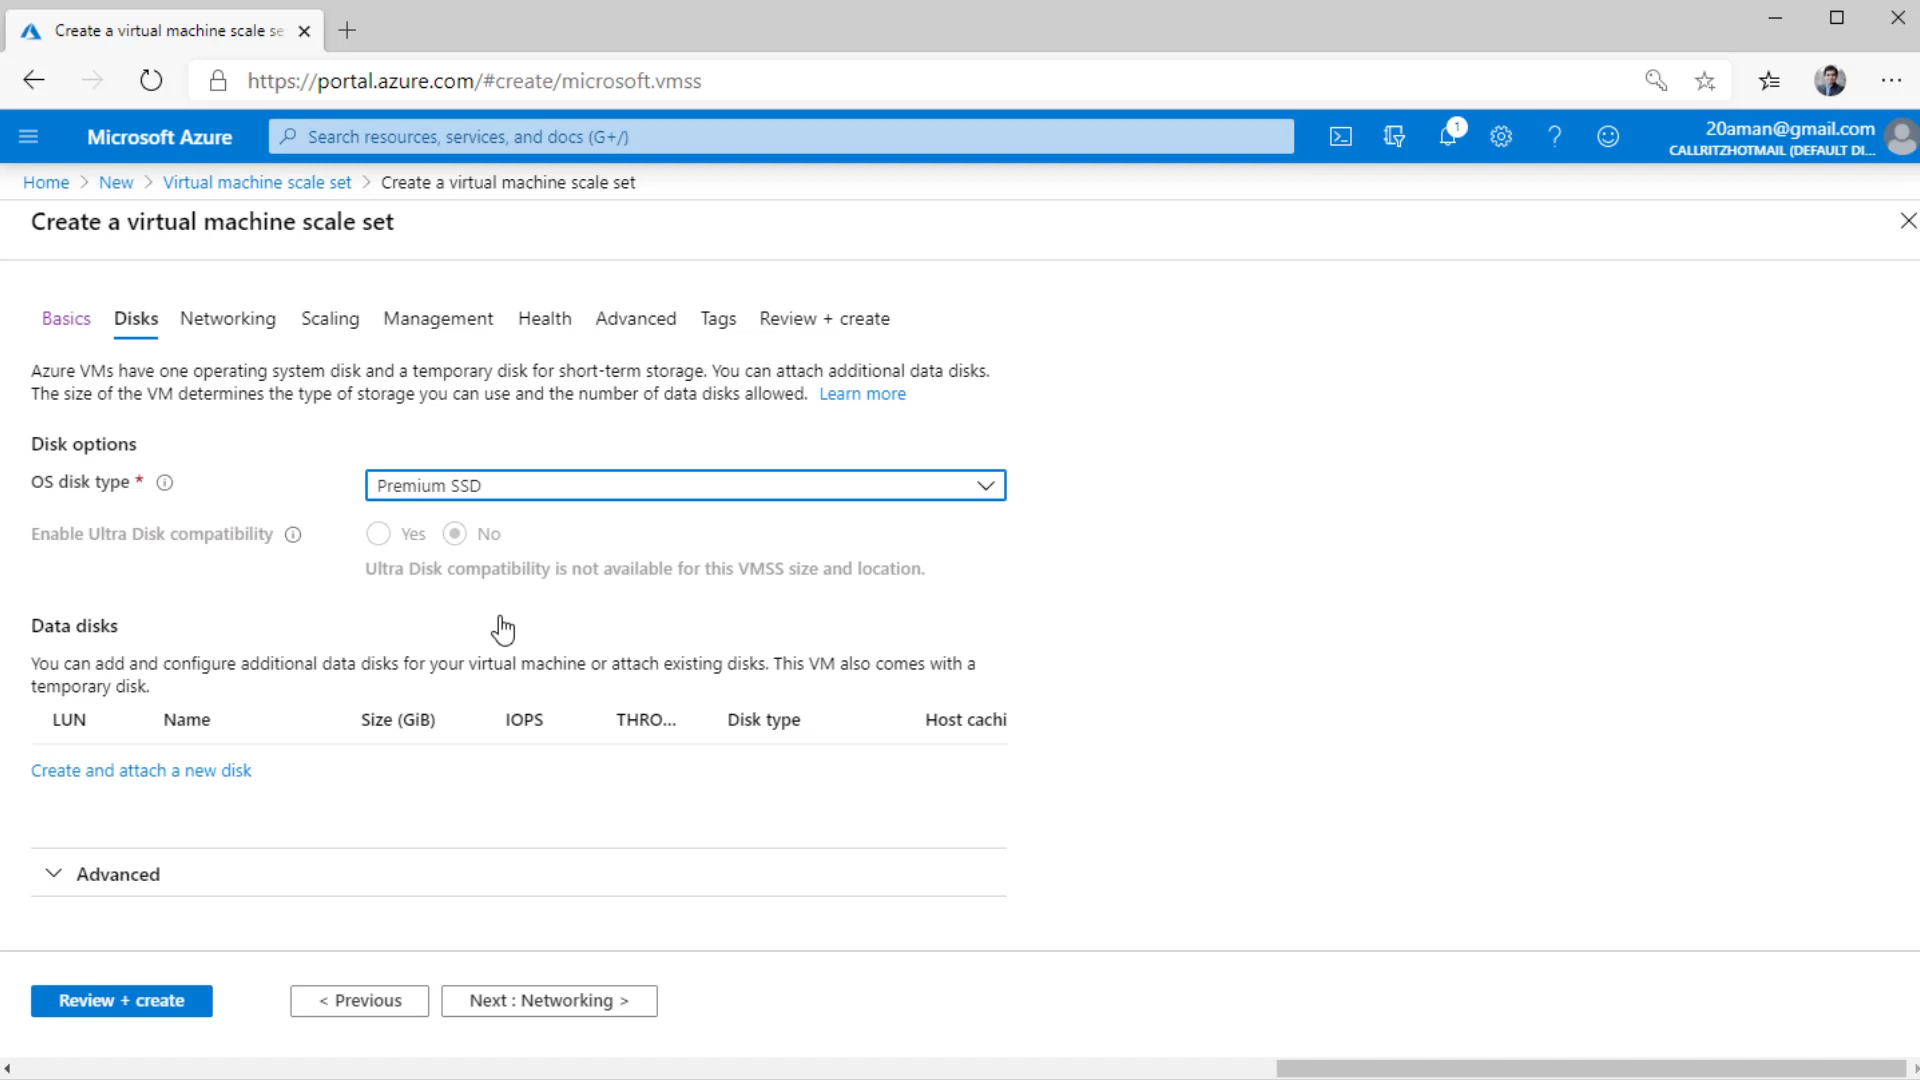 Create a virtual machine scale se
https://portal.azure.com/#create/microsoft.vmss
Microsoft Azure
Search resources, services, and docs (G+/)
1
20aman@gmail.com
CALLRITZHOTMAIL (DEFAULT DI...
Home > New > Virtual machine scale set > Create a virtual machine scale set
Create a virtual machine scale set
Basics Disks Networking Scaling Management Health Advanced Tags Review + create
Azure VMs have one operating system disk and a temporary disk for short-term storage. You can attach additional data disks.
The size of the VM determines the type of storage you can use and the number of data disks allowed. Learn more
Disk options
OS disk type *
Premium SSD
Enable Ultra Disk compatibility
Yes No
Ultra Disk compatibility is not available for this VMSS size and location.
Data disks
You can add and configure additional data disks for your virtual machine or attach existing disks. This VM also comes with a
temporary disk.
LUN Name Size (GiB) IOPS THRO... Disk type Host cachi
Create and attach a new disk
Advanced
Review + create < Previous Next : Networking >